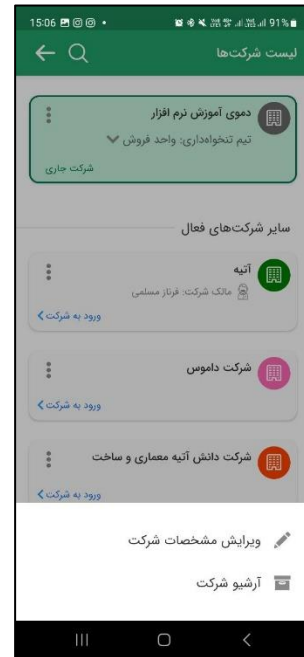 15:06
91%
لیست شرکت‌ها
دموی آموزش نرم افزار
تیم تنخواه‌داری: واحد فروش
شرکت جاری
سایر شرکت‌های فعال
آتیه
مالک شرکت: فرناز مسلمی
ورود به شرکت
شرکت داموس
ورود به شرکت
شرکت دانش آتیه معماری و ساخت
ورود به شرکت
ویرایش مشخصات شرکت
آرشیو شرکت